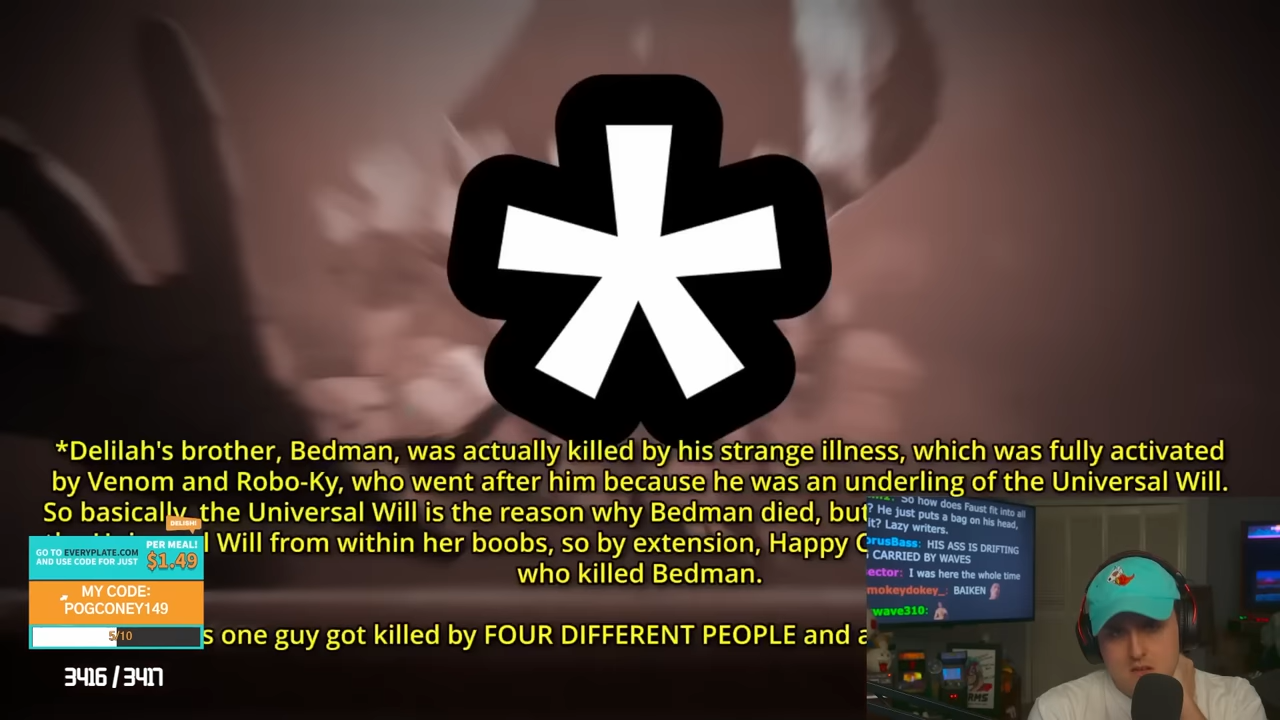 *Delilah's brother, Bedman, was actually killed by his strange illness, which was fully activated
by Venom and Robo-Ky, who went after him because he was an underling of the Universal Will.
So basically, the Universal Will is the reason why Bedman died, but
Will from within her boobs, so by extension, Happy
who killed Bedman.
one guy got killed by FOUR DIFFERENT PEOPLE and
DELISH!
GO TO EVERYPLATE.COM
AND USE CODE FOR JUST
PER MEAL!
$1.49
MY CODE:
POGCONEY149
5/10
3416 / 3417
So how does Faust fit into all
? He just puts a bag on his head,
it? Lazy writers.
HIS ASS IS DRIFTING
CARRIED BY WAVES
I was here the whole time
BAIKEN
wave310: